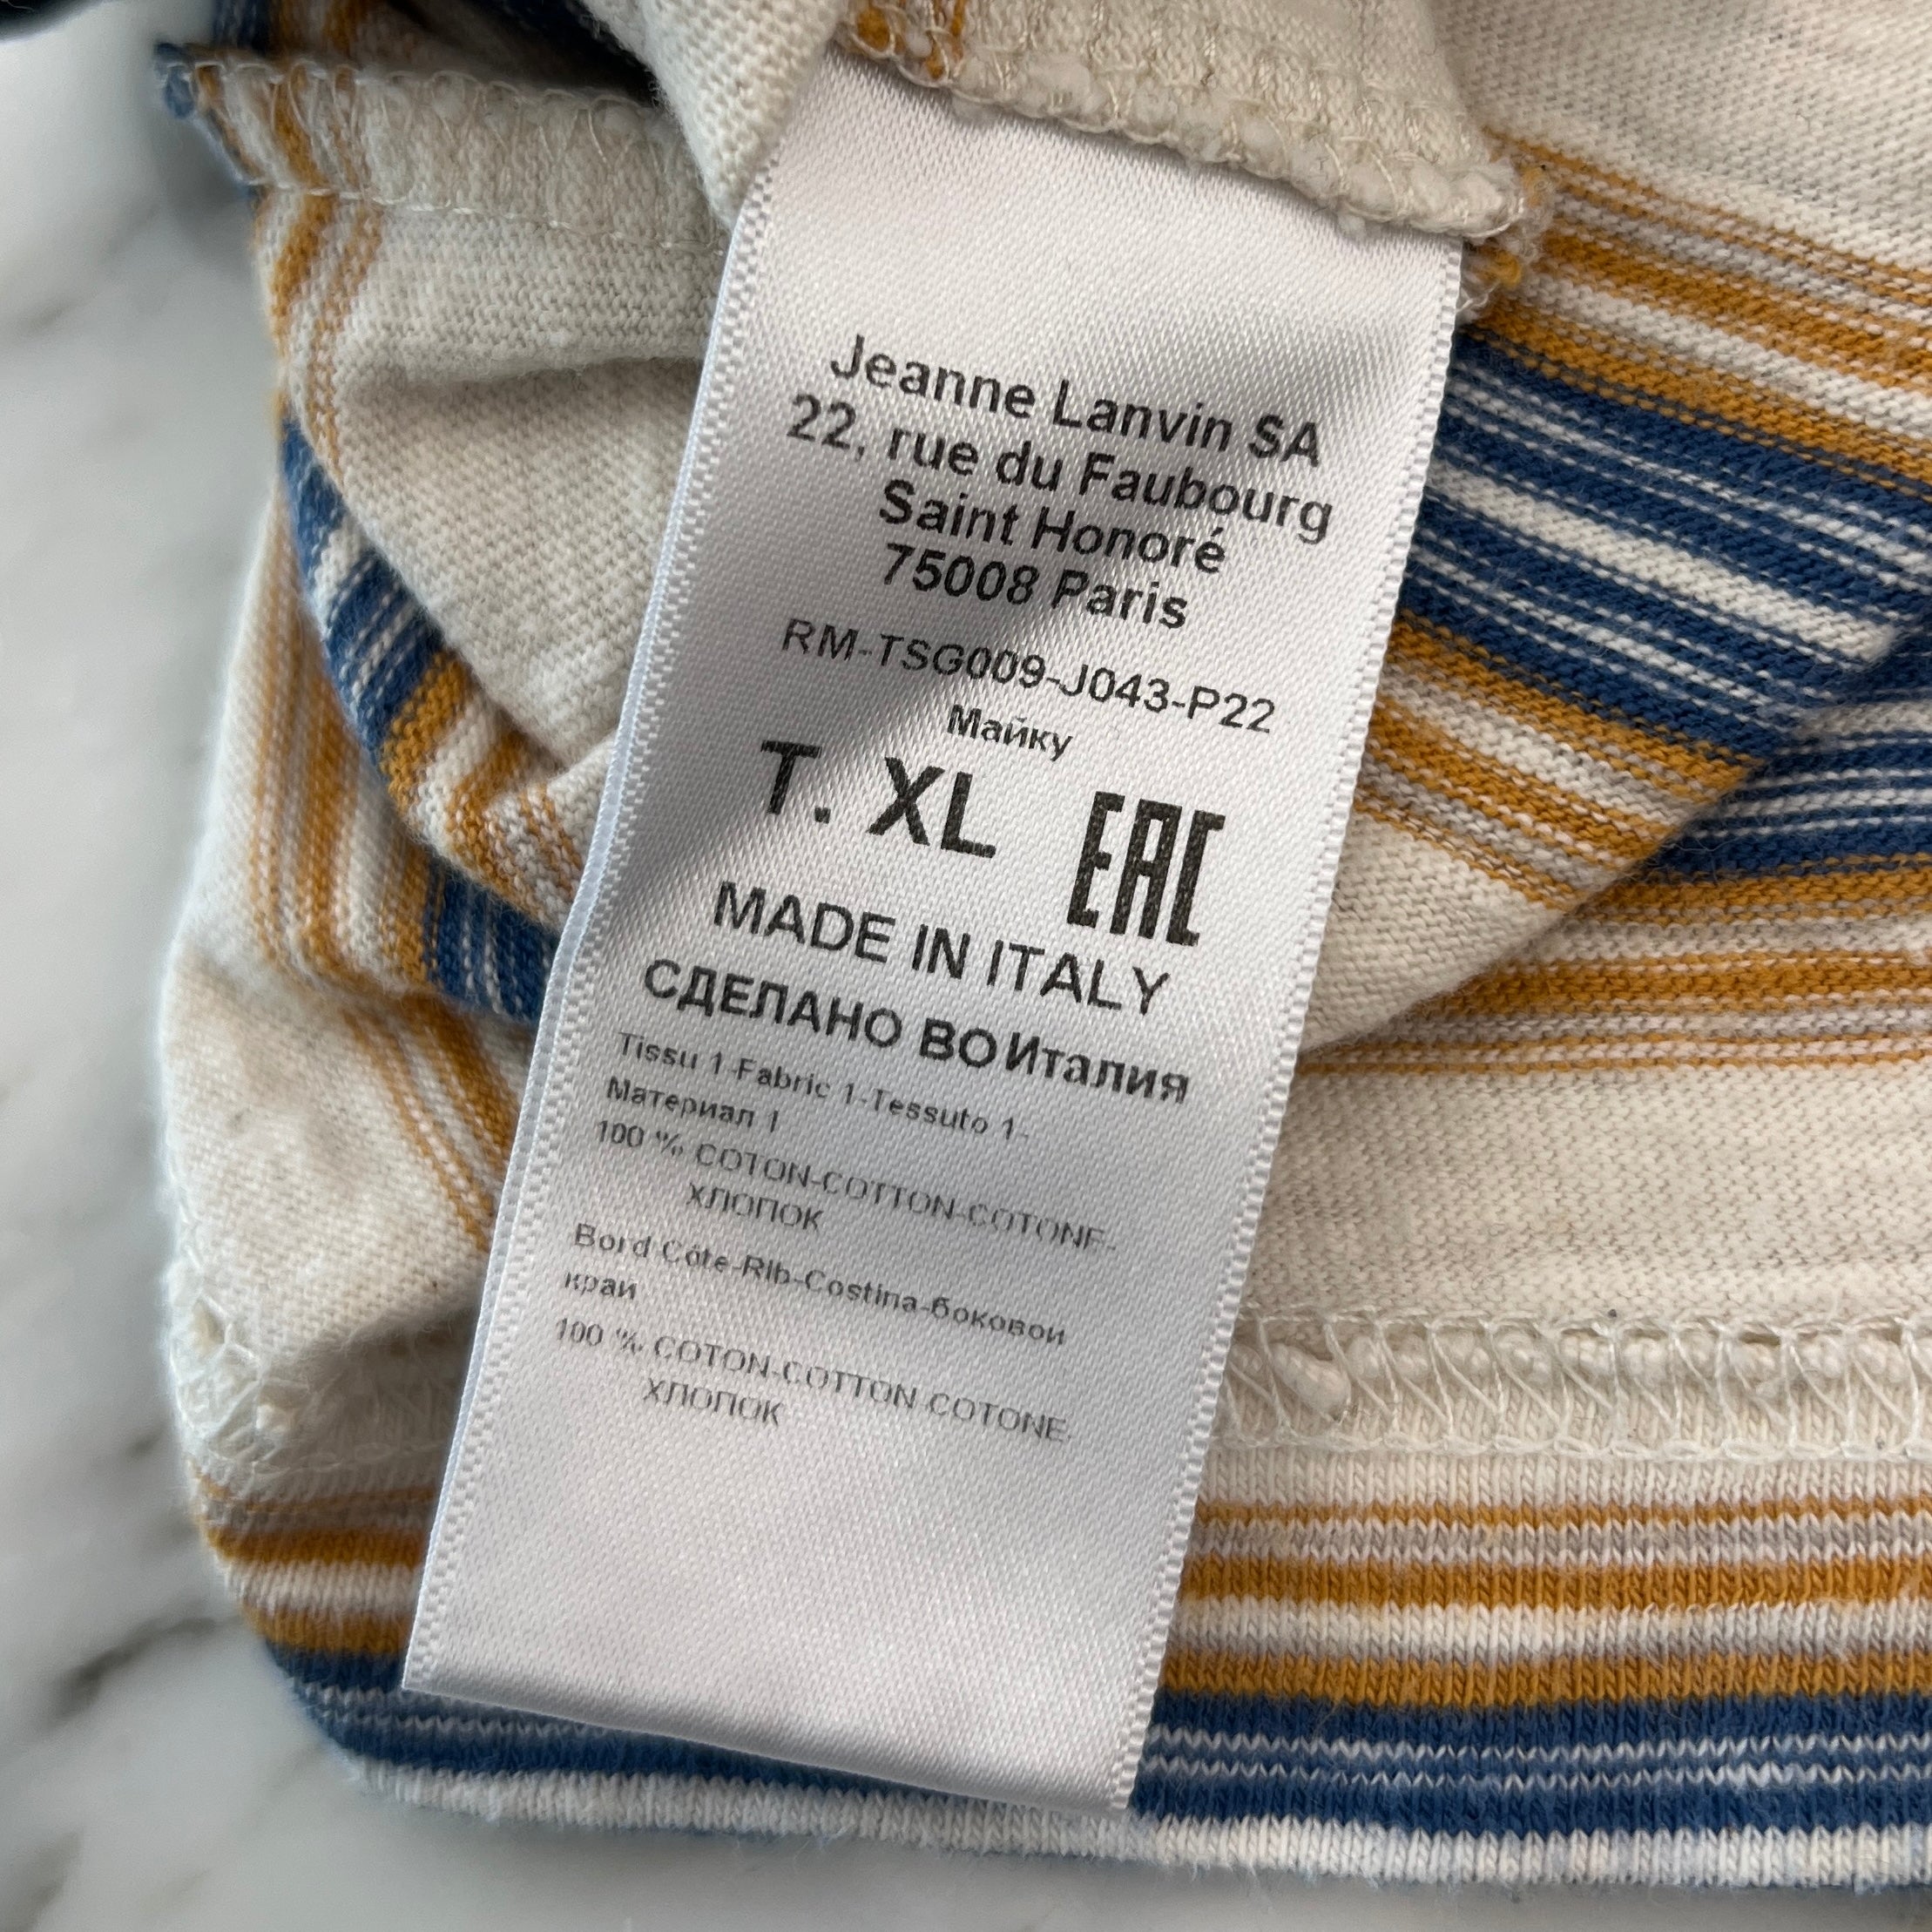 Jeanne Lanvin SA
22, rue du Faubourg
Saint Honoré
75008 Paris
RM-TSG009-J043-P22
Майку
T. XL EAC
MADE IN ITALY
СДЕЛАНО ВО Италия
Tissu 1-Fabric 1-Tessuto 1-
Материал 1
100 % COTON-COTTON-COTONE-
ХЛОПОК
Bord Côte-Rib-Costina-боковой
край
100 % COTON-COTTON-COTONE-
ХЛОПОК